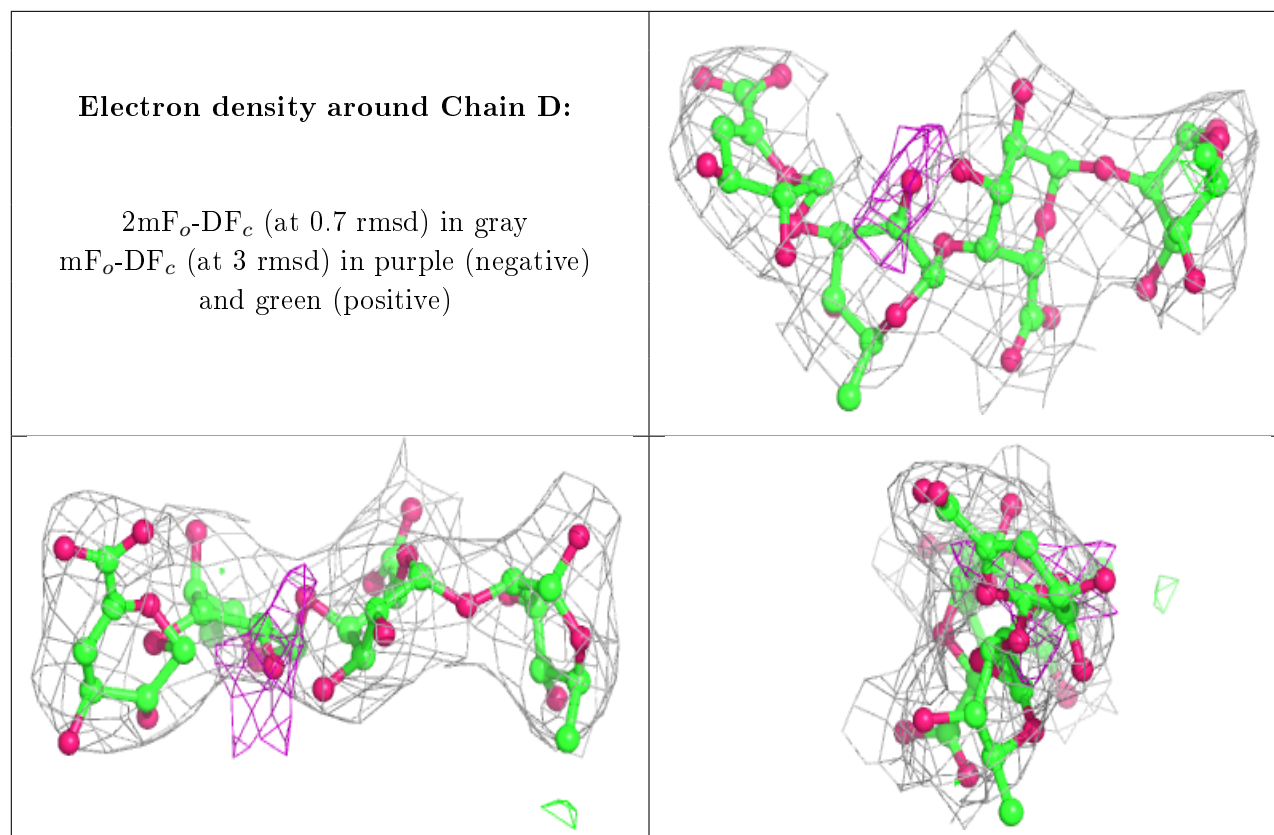 Electron density around Chain D:
2mFₒ-DF𝒸 (at 0.7 rmsd) in gray
mFₒ-DF𝒸 (at 3 rmsd) in purple (negative)
and green (positive)